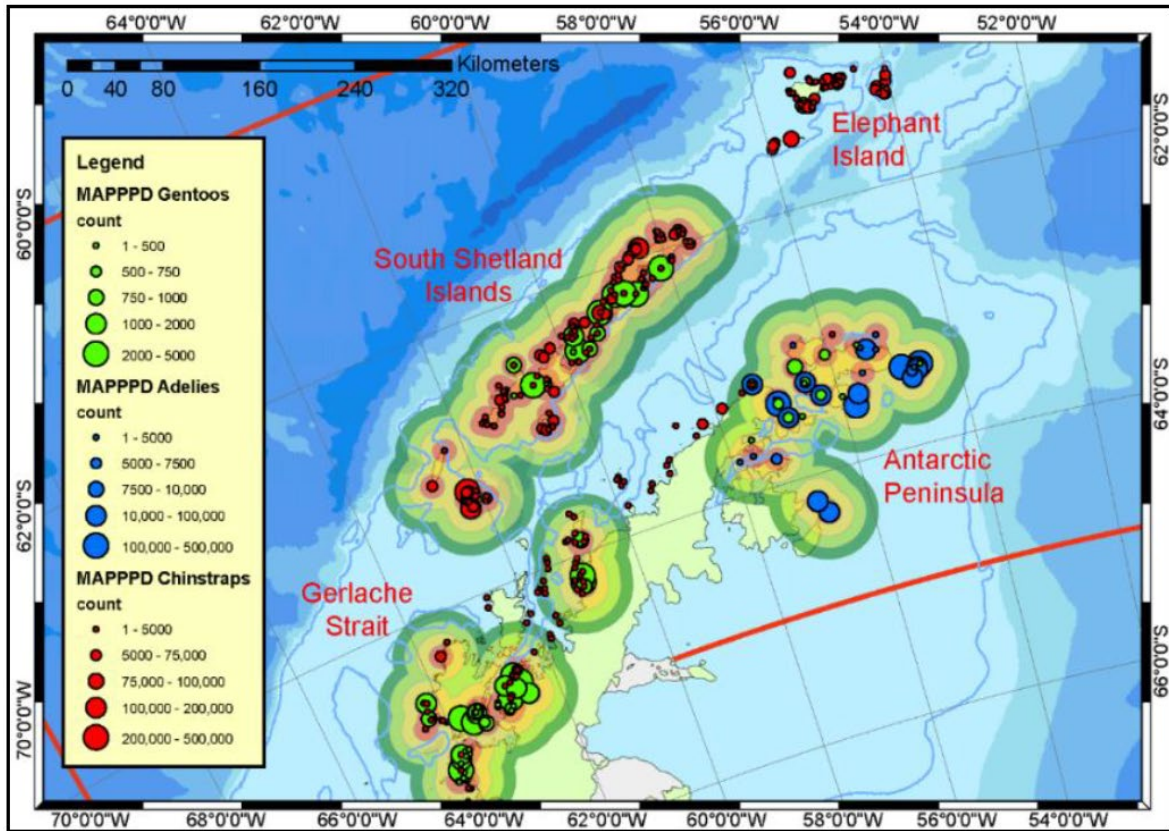 64°0'0"W 60°0'0"W 58°0'0"W 56°0'0"W 54°0'0"W 52°0'0"W
Kilometers
0 40 80 160 240 320
Elephant
Island
62°0'0"S
60°0'0"S
Legend
MAPPPD Gentoos
count
1 - 500
500 - 750
750 - 1000
1000 - 2000
2000 - 5000
MAPPPD Adelies
count
1 - 5000
5000 - 7500
7500 - 10,000
10,000 - 100,000
100,000 - 500,000
MAPPPD Chinstraps
count
1 - 5000
5000 - 75,000
75,000 - 100,000
100,000 - 200,000
200,000 - 500,000
South Shetland
Islands
64°0'0"S
Antarctic
Peninsula
62°0'0"S
Gerlache
Strait
66°0'0"S
70°0'0"W
70°0'0"W 68°0'0"W 66°0'0"W 64°0'0"W 62°0'0"W 60°0'0"W 58°0'0"W 56°0'0"W